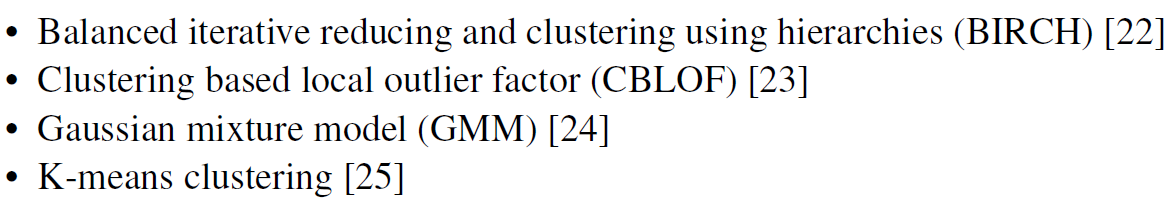 • Balanced iterative reducing and clustering using hierarchies (BIRCH) [22]
• Clustering based local outlier factor (CBLOF) [23]
• Gaussian mixture model (GMM) [24]
• K-means clustering [25]